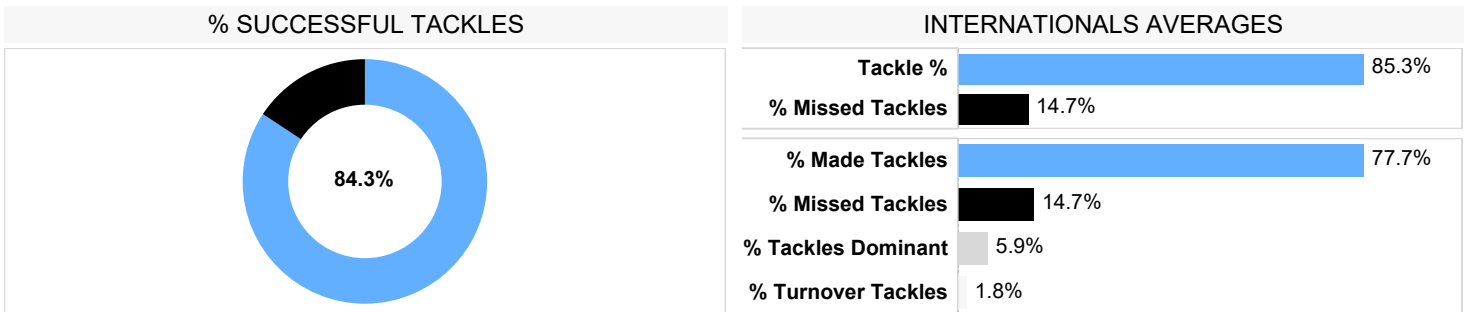 % SUCCESSFUL TACKLES
84.3%
INTERNATIONALS AVERAGES
Tackle % 85.3%
% Missed Tackles 14.7%
% Made Tackles 77.7%
% Missed Tackles 14.7%
% Tackles Dominant 5.9%
% Turnover Tackles 1.8%